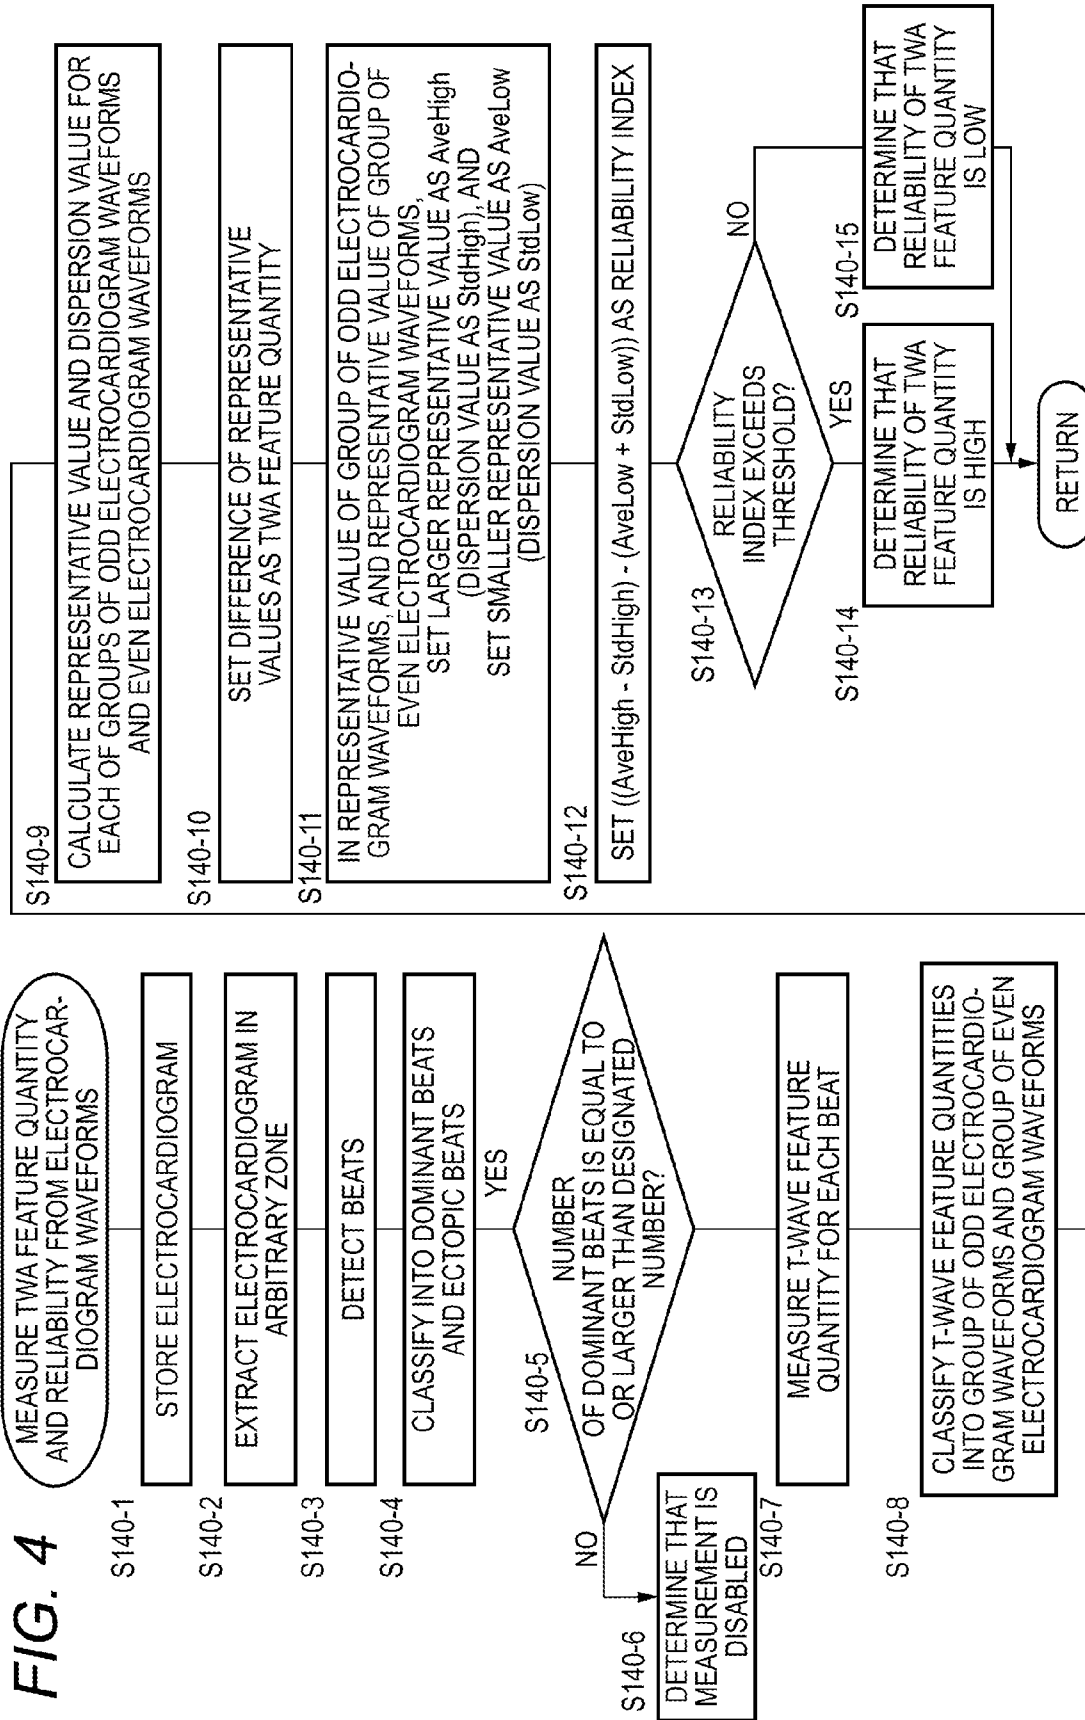 FIG. 4
MEASURE TWA FEATURE QUANTITY
AND RELIABILITY FROM ELECTROCAR-
DIOGRAM WAVEFORMS
S140-1
STORE ELECTROCARDIOGRAM
S140-2
EXTRACT ELECTROCARDIOGRAM IN
ARBITRARY ZONE
S140-3
DETECT BEATS
S140-4
CLASSIFY INTO DOMINANT BEATS
AND ECTOPIC BEATS
YES
S140-5
NUMBER
OF DOMINANT BEATS IS EQUAL TO
OR LARGER THAN DESIGNATED
NUMBER?
NO
S140-6
DETERMINE THAT
MEASUREMENT IS
DISABLED
S140-7
MEASURE T-WAVE FEATURE
QUANTITY FOR EACH BEAT
S140-8
CLASSIFY T-WAVE FEATURE QUANTITIES
INTO GROUP OF ODD ELECTROCARDIO-
GRAM WAVEFORMS AND GROUP OF EVEN
ELECTROCARDIOGRAM WAVEFORMS
S140-9
CALCULATE REPRESENTATIVE VALUE AND DISPERSION VALUE FOR
EACH OF GROUPS OF ODD ELECTROCARDIOGRAM WAVEFORMS
AND EVEN ELECTROCARDIOGRAM WAVEFORMS
S140-10
SET DIFFERENCE OF REPRESENTATIVE
VALUES AS TWA FEATURE QUANTITY
S140-11
IN REPRESENTATIVE VALUE OF GROUP OF ODD ELECTROCARDIO-
GRAM WAVEFORMS, AND REPRESENTATIVE VALUE OF GROUP OF
EVEN ELECTROCARDIOGRAM WAVEFORMS,
SET LARGER REPRESENTATIVE VALUE AS AveHigh
(DISPERSION VALUE AS StdHigh), AND
SET SMALLER REPRESENTATIVE VALUE AS AveLow
(DISPERSION VALUE AS StdLow)
S140-12
SET ((AveHigh - StdHigh) - (AveLow + StdLow)) AS RELIABILITY INDEX
S140-13
RELIABILITY
INDEX EXCEEDS
THRESHOLD?
NO
YES
S140-14
DETERMINE THAT
RELIABILITY OF TWA
FEATURE QUANTITY
IS HIGH
S140-15
DETERMINE THAT
RELIABILITY OF TWA
FEATURE QUANTITY
IS LOW
RETURN